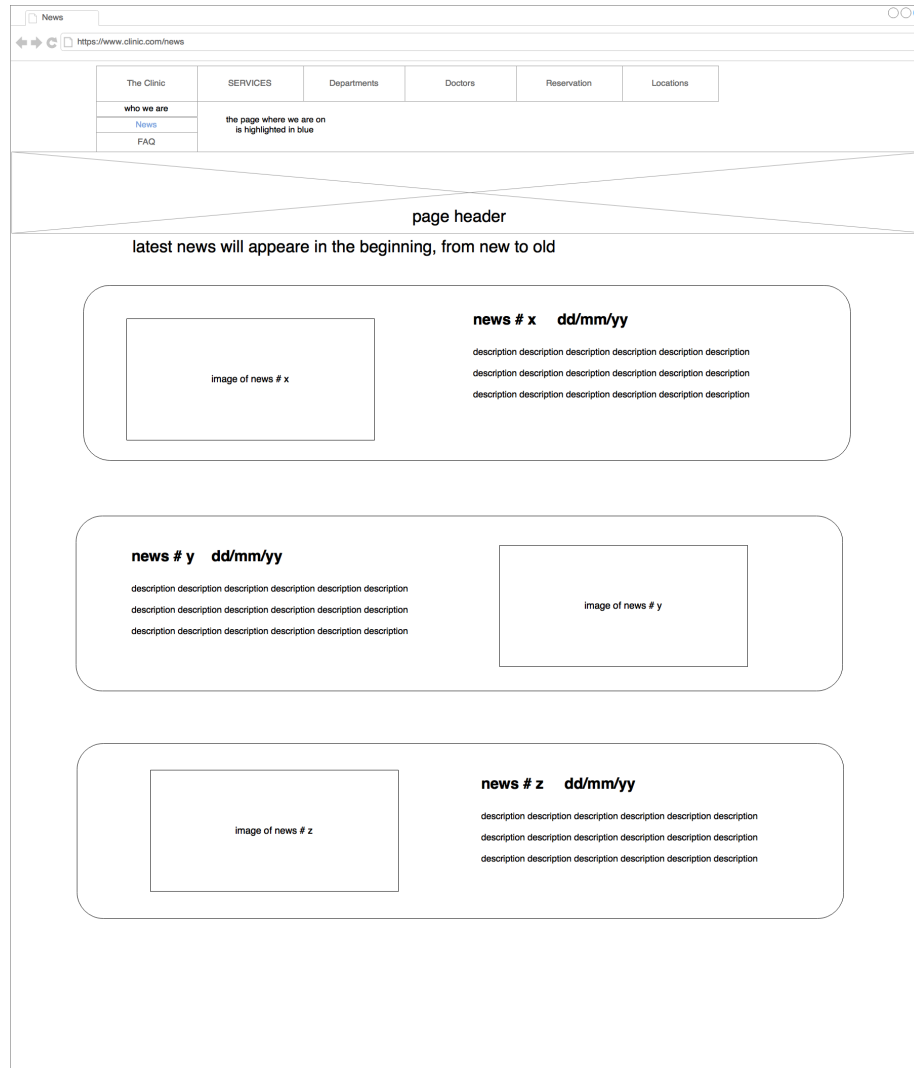 News
https://www.clinic.com/news
The Clinic SERVICES Departments Doctors Reservation Locations
who we are
News
FAQ
the page where we are on
is highlighted in blue
page header
latest news will appeare in the beginning, from new to old
image of news # x
news # x dd/mm/yy
description description description description description description
description description description description description description
description description description description description description
news # y dd/mm/yy
description description description description description description
description description description description description description
description description description description description description
image of news # y
image of news # z
news # z dd/mm/yy
description description description description description description
description description description description description description
description description description description description description